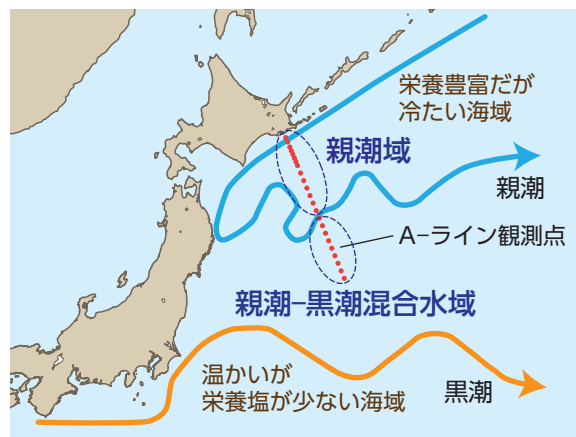 栄養豊富だが
冷たい海域
親潮域
親潮
A-ライン観測点
親潮-黒潮混合水域
温かいが
栄養塩が少ない海域
黒潮